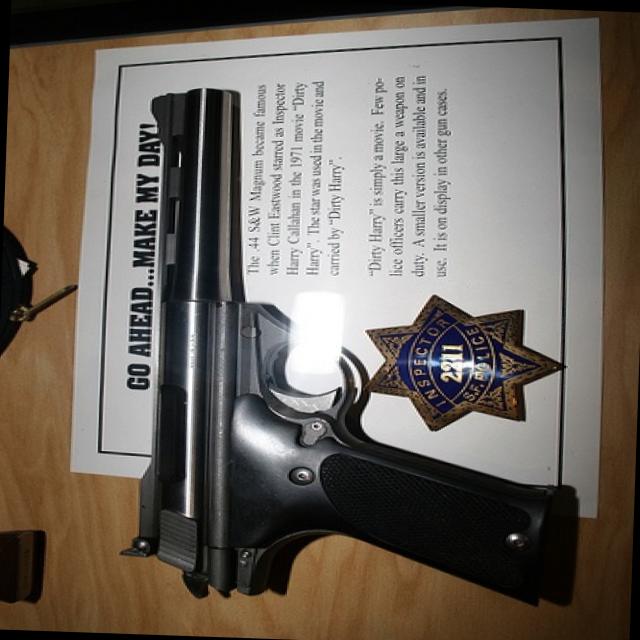 GO AHEAD...MAKE MY DAY!
The .44 S&W Magnum became famous
when Clint Eastwood starred as Inspector
Harry Callahan in the 1971 movie "Dirty
Harry". The star was used in the movie and
carried by "Dirty Harry".
"Dirty Harry" is simply a movie. Few po-
lice officers carry this large a weapon on
duty. A smaller version is available and in
use. It is on display in other gun cases.
INSPECTOR
2211
S.F. POLICE